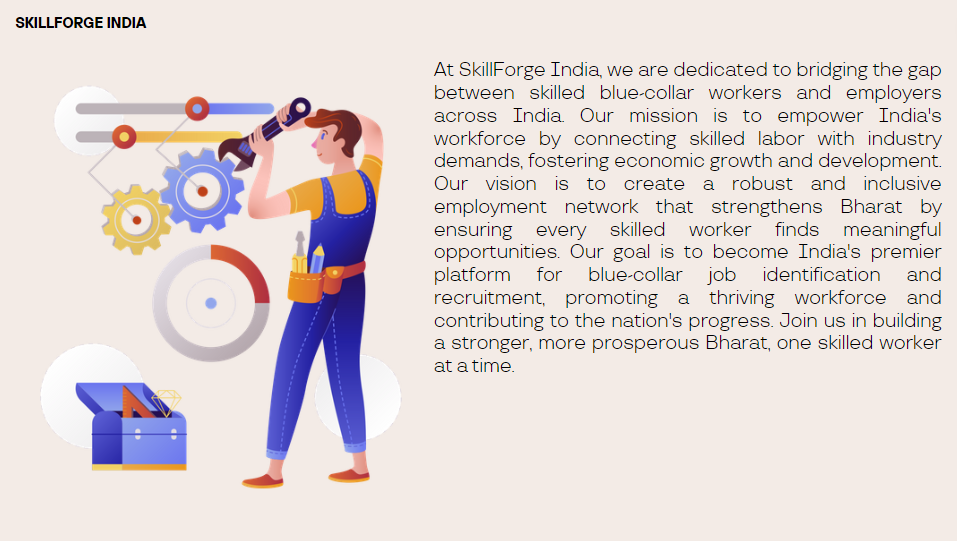 SKILLFORGE INDIA
At SkillForge India, we are dedicated to bridging the gap
between skilled blue-collar workers and employers
across India. Our mission is to empower India's
workforce by connecting skilled labor with industry
demands, fostering economic growth and development.
Our vision is to create a robust and inclusive
employment network that strengthens Bharat by
ensuring every skilled worker finds meaningful
opportunities. Our goal is to become India's premier
platform for blue-collar job identification and
recruitment, promoting a thriving workforce and
contributing to the nation's progress. Join us in building
a stronger, more prosperous Bharat, one skilled worker
at a time.